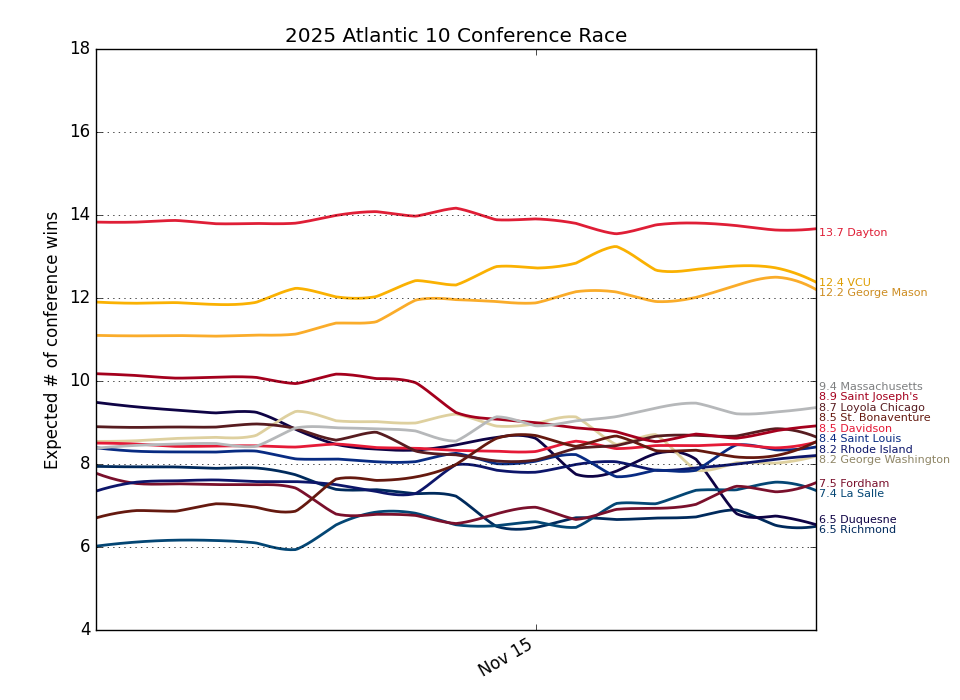 2025 Atlantic 10 Conference Race
Expected # of conference wins
18
16
14
12
10
8
6
4
Nov 15
13.7 Dayton
12.4 VCU
12.2 George Mason
9.4 Massachusetts
8.9 Saint Joseph's
8.7 Loyola Chicago
8.5 St. Bonaventure
8.5 Davidson
8.4 Saint Louis
8.2 Rhode Island
8.2 George Washington
7.5 Fordham
7.4 La Salle
6.5 Duquesne
6.5 Richmond